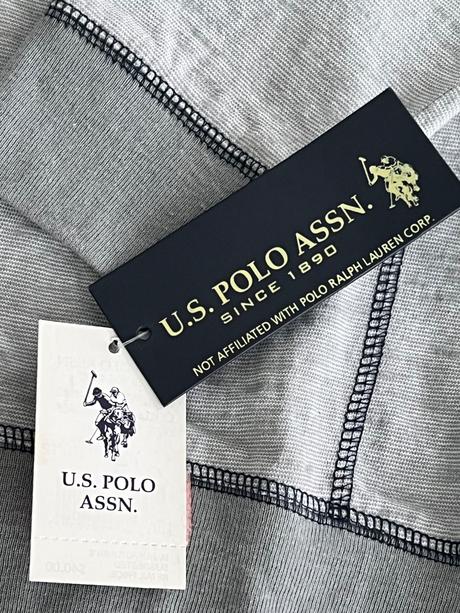 U.S. POLO ASSN.
SINCE 1890
NOT AFFILIATED WITH POLO RALPH LAUREN CORP.
U.S. POLO
ASSN.